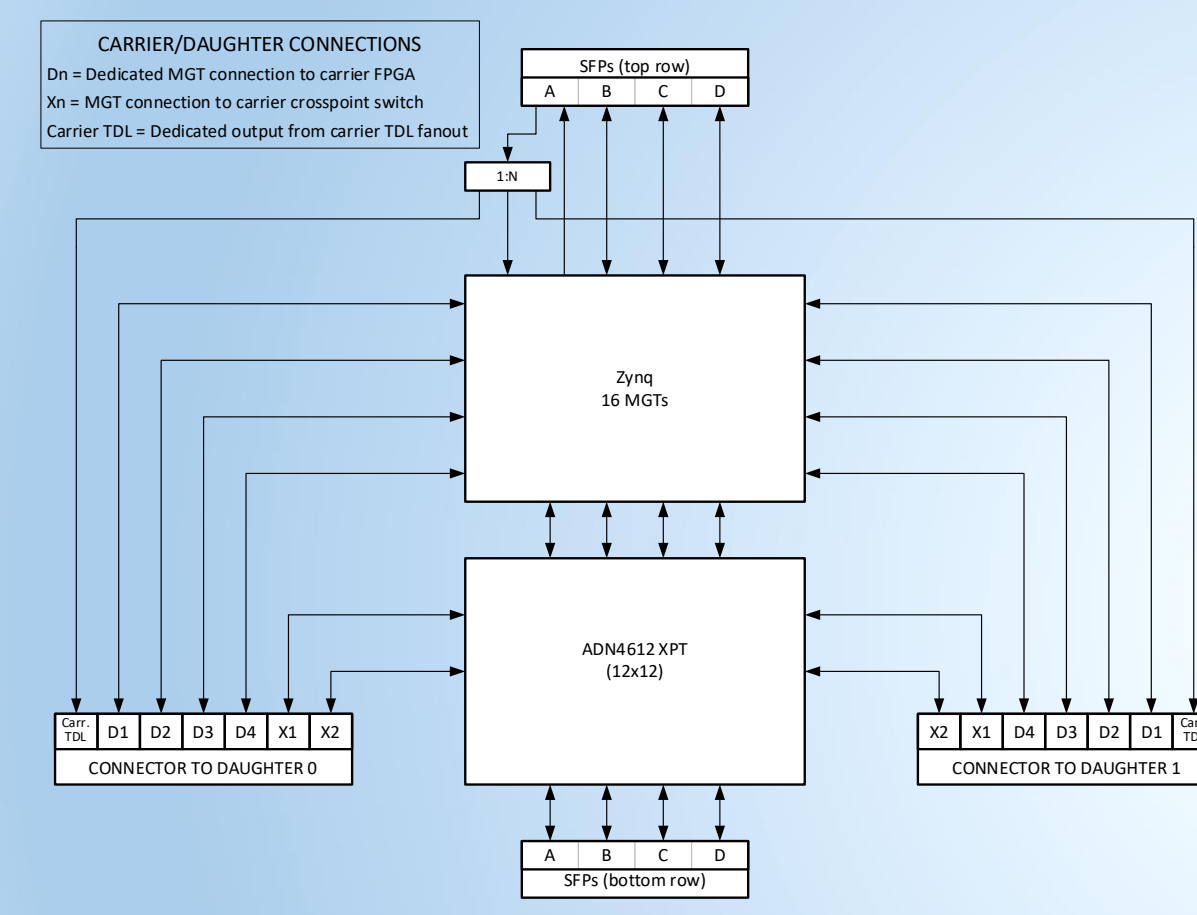 CARRIER/DAUGHTER CONNECTIONS
Dn = Dedicated MGT connection to carrier FPGA
Xn = MGT connection to carrier crosspoint switch
Carrier TDL = Dedicated output from carrier TDL fanout
SFPs (top row)
A B C D
1:N
Zynq
16 MGTs
ADN4612 XPT
(12x12)
Carr.
TDL D1 D2 D3 D4 X1 X2
CONNECTOR TO DAUGHTER 0
X2 X1 D4 D3 D2 D1
CONNECTOR TO DAUGHTER 1
A B C D
SFPs (bottom row)